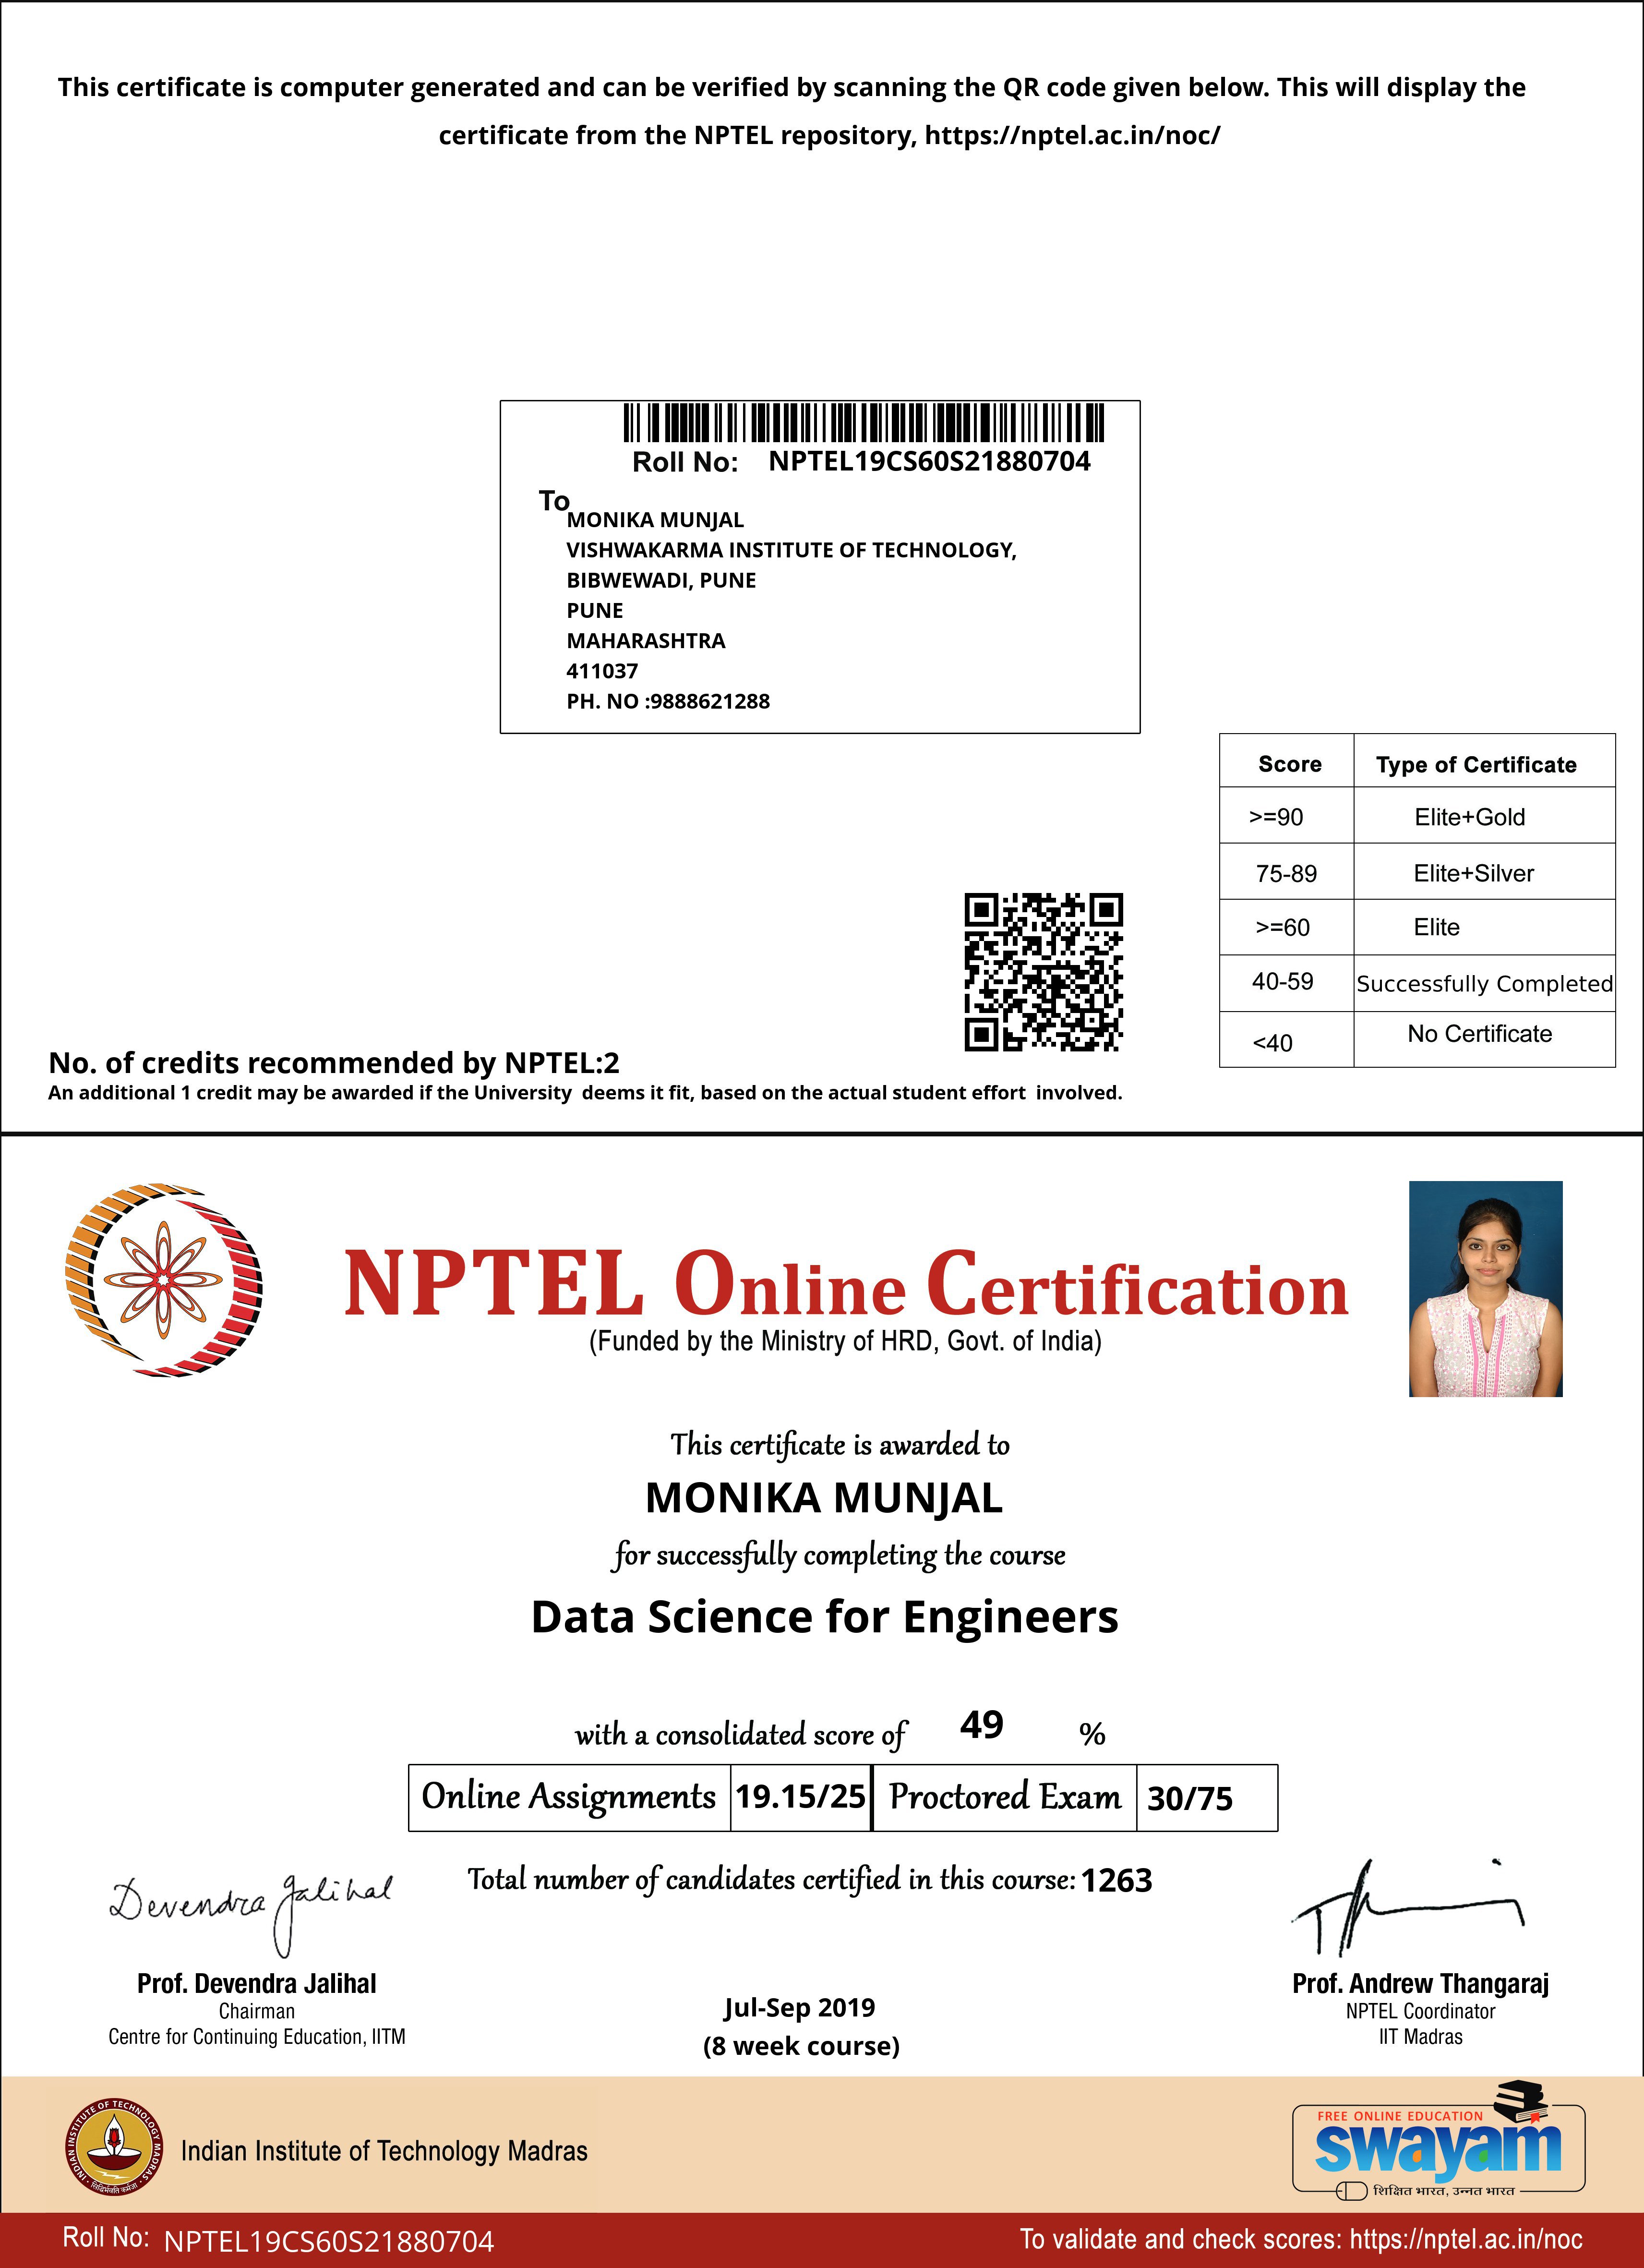 This certificate is computer generated and can be verified by scanning the QR code given below. This will display the
certificate from the NPTEL repository, https://nptel.ac.in/noc/
Roll No: NPTEL19CS60S21880704
To
MONIKA MUNJAL
VISHWAKARMA INSTITUTE OF TECHNOLOGY,
BIBWEWADI, PUNE
PUNE
MAHARASHTRA
411037
PH. NO :9888621288
Score Type of Certificate
>=90 Elite+Gold
75-89 Elite+Silver
>=60 Elite
40-59 Successfully Completed
<40 No Certificate
No. of credits recommended by NPTEL:2
An additional 1 credit may be awarded if the University deems it fit, based on the actual student effort involved.
NPTEL Online Certification
(Funded by the Ministry of HRD, Govt. of India)
This certificate is awarded to
MONIKA MUNJAL
for successfully completing the course
Data Science for Engineers
with a consolidated score of 49 %
Online Assignments 19.15/25 Proctored Exam 30/75
Total number of candidates certified in this course: 1263
Devendra Jalihal
Prof. Devendra Jalihal
Chairman
Centre for Continuing Education, IITM
Jul-Sep 2019
(8 week course)
Prof. Andrew Thangaraj
NPTEL Coordinator
IIT Madras
INDIAN INSTITUTE OF TECHNOLOGY MADRAS
सिद्धिर्भवति कर्मजा
Indian Institute of Technology Madras
FREE ONLINE EDUCATION
swayam
शिक्षित भारत, उन्नत भारत
Roll No: NPTEL19CS60S21880704
To validate and check scores: https://nptel.ac.in/noc